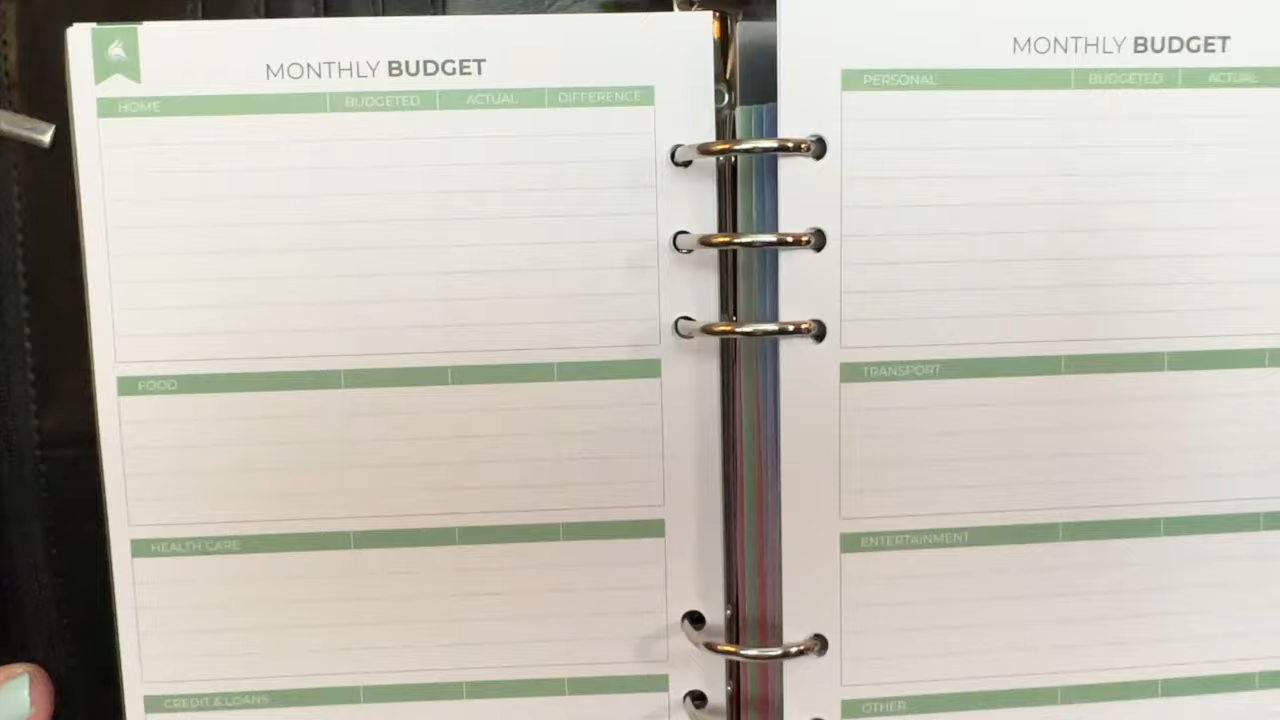 MONTHLY BUDGET
HOME BUDGETED ACTUAL DIFFERENCE
FOOD
HEALTH CARE
CREDIT & LOANS
MONTHLY BUDGET
PERSONAL BUDGETED ACTUAL
TRANSPORT
ENTERTAINMENT
OTHER